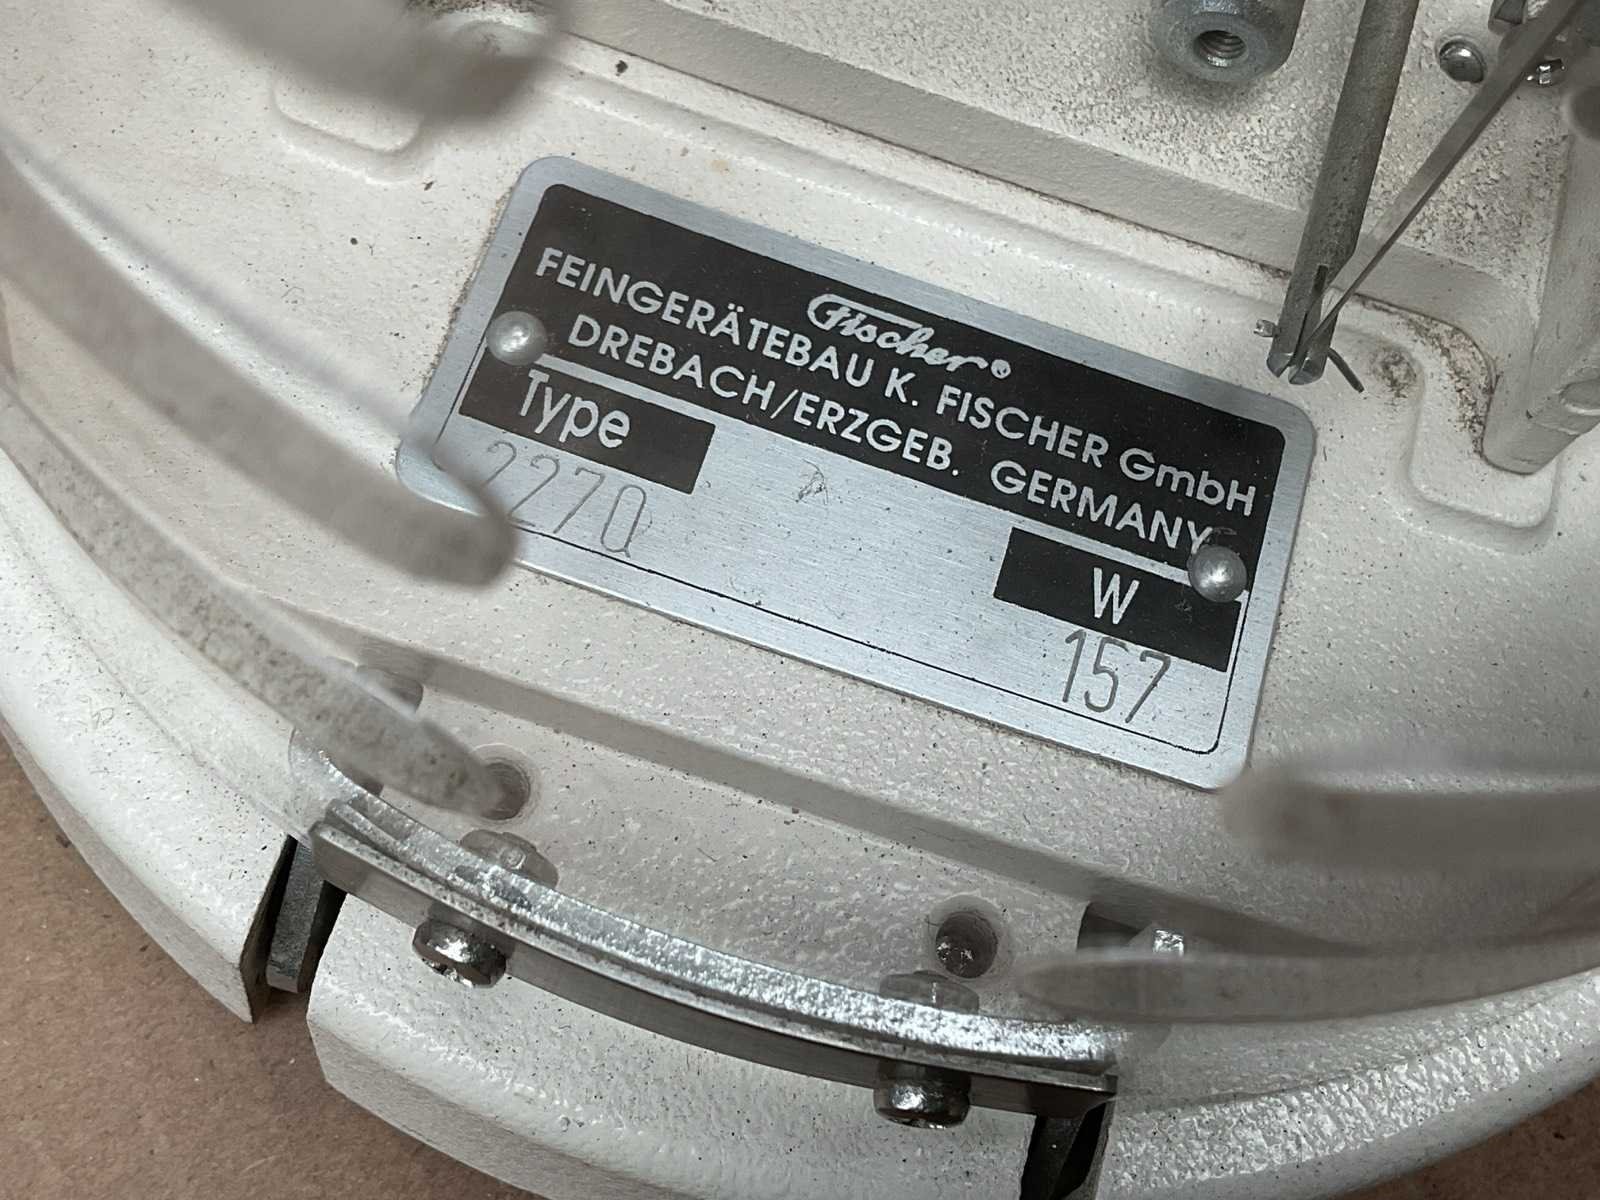 Fischer®
FEINGERÄTEBAU K. FISCHER GmbH
DREBACH/ERZGEB. GERMANY
Type
W
2270
157